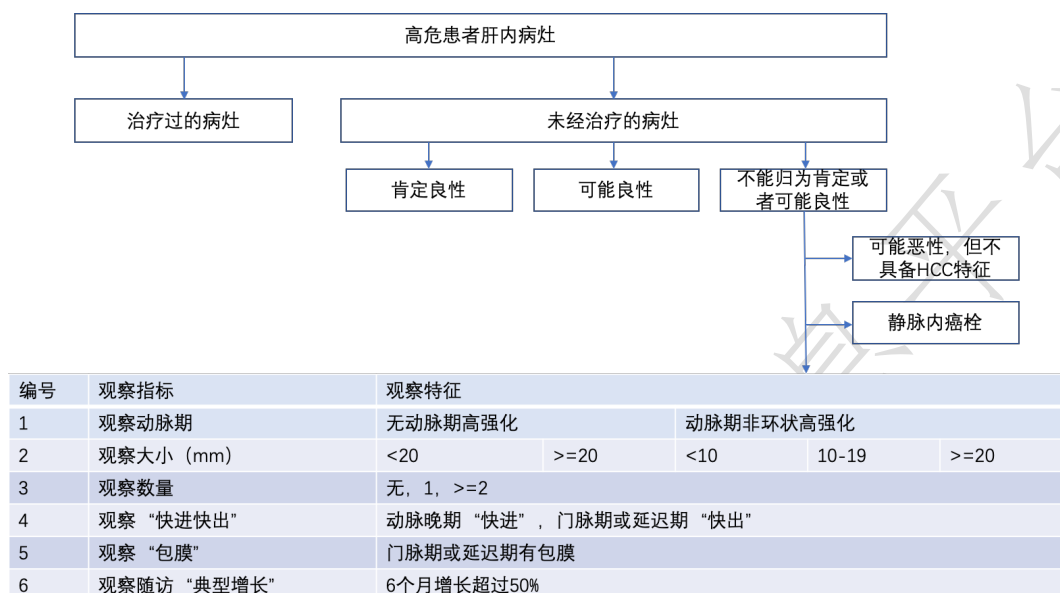 高危患者肝内病灶
治疗过的病灶
未经治疗的病灶
肯定良性
可能良性
不能归为肯定或
者可能良性
可能恶性，但不
具备HCC特征
静脉内癌栓
编号 观察指标 观察特征
1 观察动脉期 无动脉期高强化 动脉期非环状高强化
2 观察大小（mm） <20 >=20 <10 10-19 >=20
3 观察数量 无，1，>=2
4 观察“快进快出” 动脉晚期“快进”，门脉期或延迟期“快出”
5 观察“包膜” 门脉期或延迟期有包膜
6 观察随访“典型增长” 6个月增长超过50%